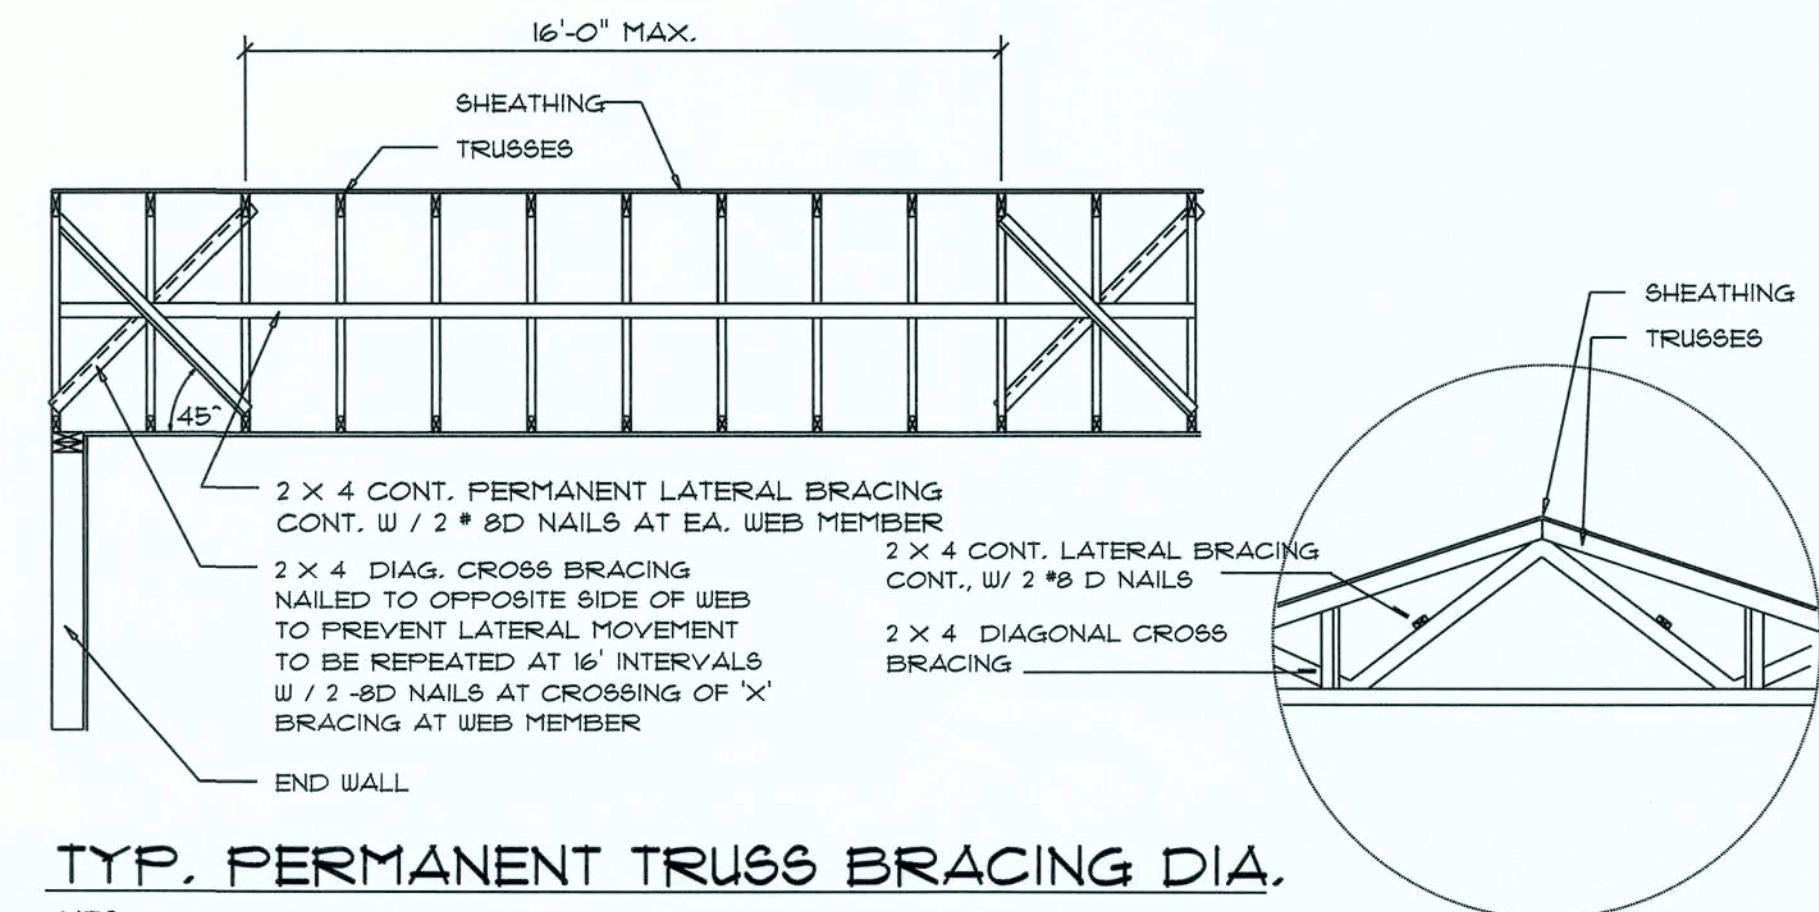 16'-0" MAX.
SHEATHING
TRUSSES
45°
2 X 4 CONT. PERMANENT LATERAL BRACING
CONT. W / 2 # 8D NAILS AT EA. WEB MEMBER
2 X 4 DIAG. CROSS BRACING
NAILED TO OPPOSITE SIDE OF WEB
TO PREVENT LATERAL MOVEMENT
TO BE REPEATED AT 16' INTERVALS
W / 2 -8D NAILS AT CROSSING OF 'X'
BRACING AT WEB MEMBER
END WALL
SHEATHING
TRUSSES
2 X 4 CONT. LATERAL BRACING
CONT., W/ 2 #8 D NAILS
2 X 4 DIAGONAL CROSS
BRACING
TYP. PERMANENT TRUSS BRACING DIA.